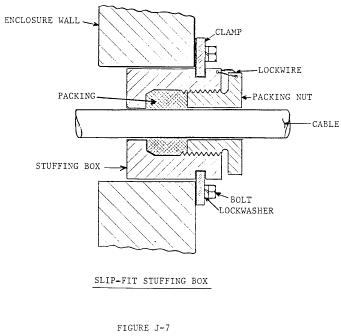 ENCLOSURE WALL
CLAMP
LOCKWIRE
PACKING
PACKING NUT
CABLE
STUFFING BOX
BOLT
LOCKWASHER
SLIP-FIT STUFFING BOX
FIGURE J-7